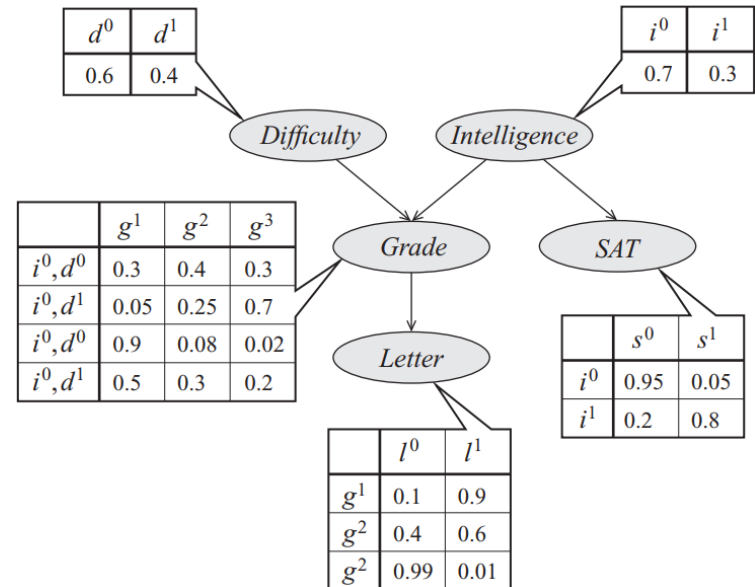 d⁰ d¹
0.6 0.4
i⁰ i¹
0.7 0.3
Difficulty
Intelligence
g¹ g² g³
i⁰,d⁰ 0.3 0.4 0.3
i⁰,d¹ 0.05 0.25 0.7
i⁰,d⁰ 0.9 0.08 0.02
i⁰,d¹ 0.5 0.3 0.2
Grade
SAT
s⁰ s¹
i⁰ 0.95 0.05
i¹ 0.2 0.8
Letter
l⁰ l¹
g¹ 0.1 0.9
g² 0.4 0.6
g² 0.99 0.01